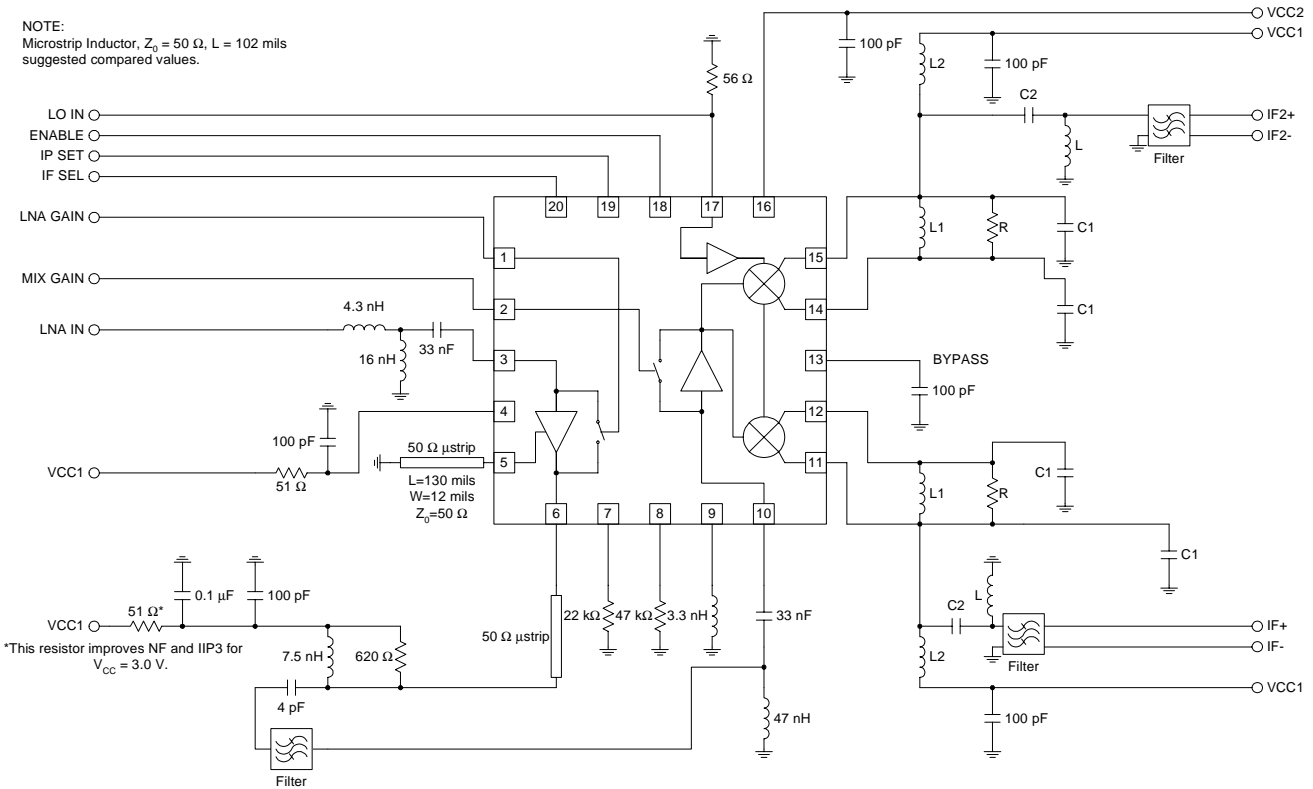 NOTE:
Microstrip Inductor, Z0 = 50 Ω, L = 102 mils
suggested compared values.
VCC2
VCC1
100 pF
L2
100 pF
56 Ω
C2
LO IN
IF2+
ENABLE
IF2-
L
Filter
IP SET
IF SEL
20
19
18
17
16
LNA GAIN
L1
R
C1
1
15
MIX GAIN
2
14
4.3 nH
C1
LNA IN
33 nF
16 nH
3
13
BYPASS
100 pF
4
12
100 pF
50 Ω μstrip
5
11
VCC1
51 Ω
L=130 mils
W=12 mils
Z0=50 Ω
C1
L1
R
6
7
8
9
10
C1
0.1 μF
100 pF
L
51 Ω*
22 kΩ
47 kΩ
3.3 nH
33 nF
C2
VCC1
IF+
50 Ω μstrip
*This resistor improves NF and IIP3 for
VCC = 3.0 V.
7.5 nH
620 Ω
IF-
L2
Filter
VCC1
4 pF
47 nH
100 pF
Filter